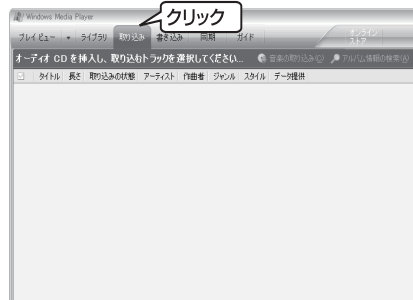 Windows Media Player
クリック
プレイ ビュー ライブラリ 取り込み 書き込み 同期 ガイド オンライン ストア
オーディオ CD を挿入し、取り込むトラックを選択してください... 音楽の取り込み(C) アルバム情報の検索(A)
タイトル 長さ 取り込みの状態 アーティスト 作曲者 ジャンル スタイル データ提供